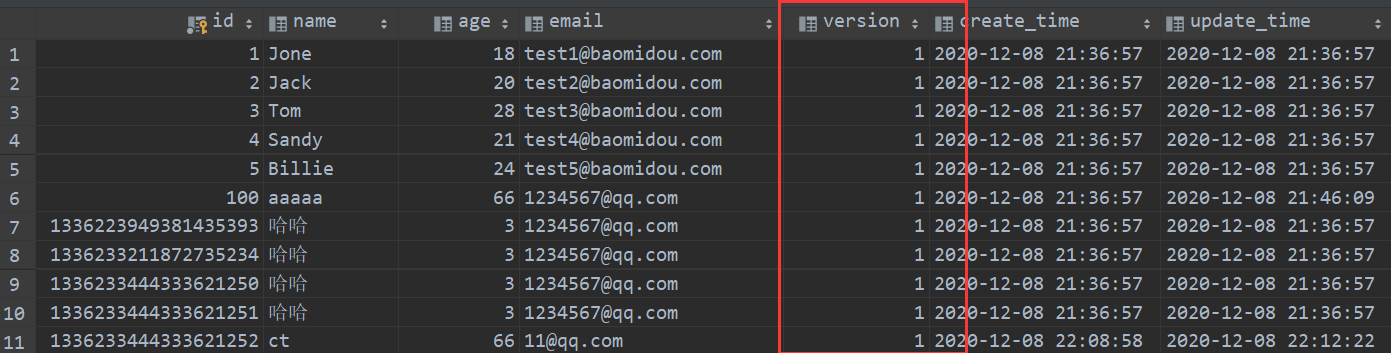 id name age email version create_time update_time
1 1 Jone 18 test1@baomidou.com 1 2020-12-08 21:36:57 2020-12-08 21:36:57
2 2 Jack 20 test2@baomidou.com 1 2020-12-08 21:36:57 2020-12-08 21:36:57
3 3 Tom 28 test3@baomidou.com 1 2020-12-08 21:36:57 2020-12-08 21:36:57
4 4 Sandy 21 test4@baomidou.com 1 2020-12-08 21:36:57 2020-12-08 21:36:57
5 5 Billie 24 test5@baomidou.com 1 2020-12-08 21:36:57 2020-12-08 21:36:57
6 100 aaaaa 66 1234567@qq.com 1 2020-12-08 21:36:57 2020-12-08 21:46:09
7 1336223949381435393 哈哈 3 1234567@qq.com 1 2020-12-08 21:36:57 2020-12-08 21:36:57
8 1336233211872735234 哈哈 3 1234567@qq.com 1 2020-12-08 21:36:57 2020-12-08 21:36:57
9 1336233444333621250 哈哈 3 1234567@qq.com 1 2020-12-08 21:36:57 2020-12-08 21:36:57
10 1336233444333621251 哈哈 3 1234567@qq.com 1 2020-12-08 21:36:57 2020-12-08 21:36:57
11 1336233444333621252 ct 66 11@qq.com 1 2020-12-08 22:08:58 2020-12-08 22:12:22